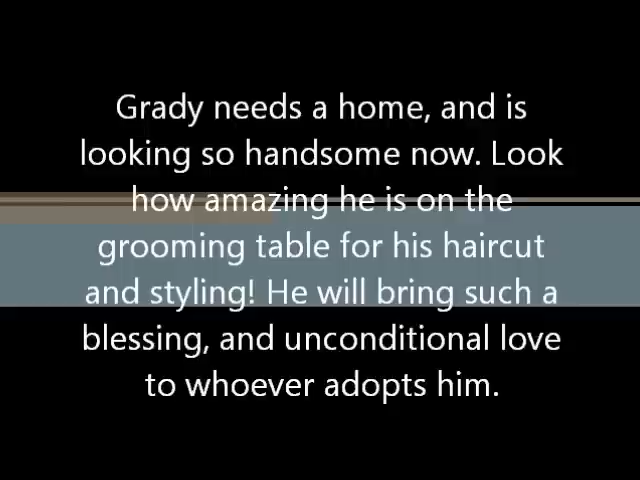 Grady needs a home, and is
looking so handsome now. Look
how amazing he is on the
grooming table for his haircut
and styling! He will bring such a
blessing, and unconditional love
to whoever adopts him.